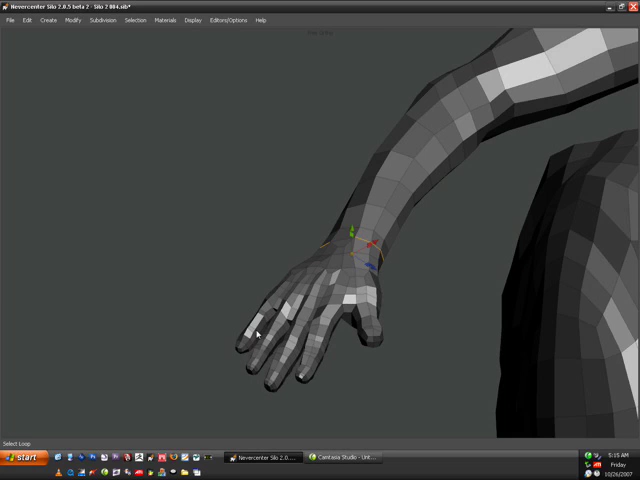 Nevercenter Silo 2.0.5 beta 2 - Silo 2 004.sib*
File Edit Create Modify Subdivision Selection Materials Display Editors/Options Help
Select Loop
start
Nevercenter Silo 2.0....
Camtasia Studio - Unt...
5:15 AM
Friday
10/26/2007